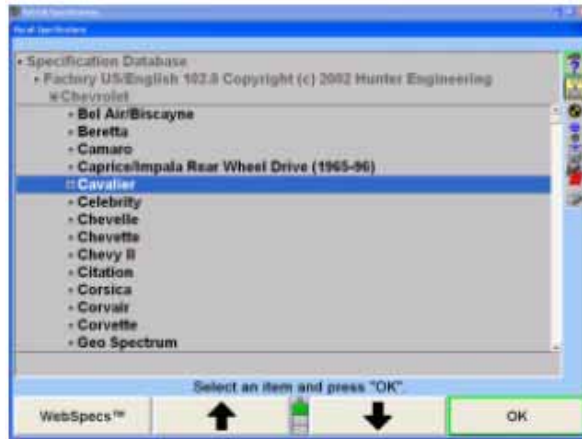 Specification Database
Factory US/English 102.0 Copyright (c) 2002 Hunter Engineering
Chevrolet
Bel Air/Biscayne
Beretta
Camaro
Caprice/Impala Rear Wheel Drive (1965-96)
Cavalier
Celebrity
Chevelle
Chevette
Chevy II
Citation
Corsica
Corvair
Corvette
Geo Spectrum
Select an item and press "OK".
WebSpecs™
OK